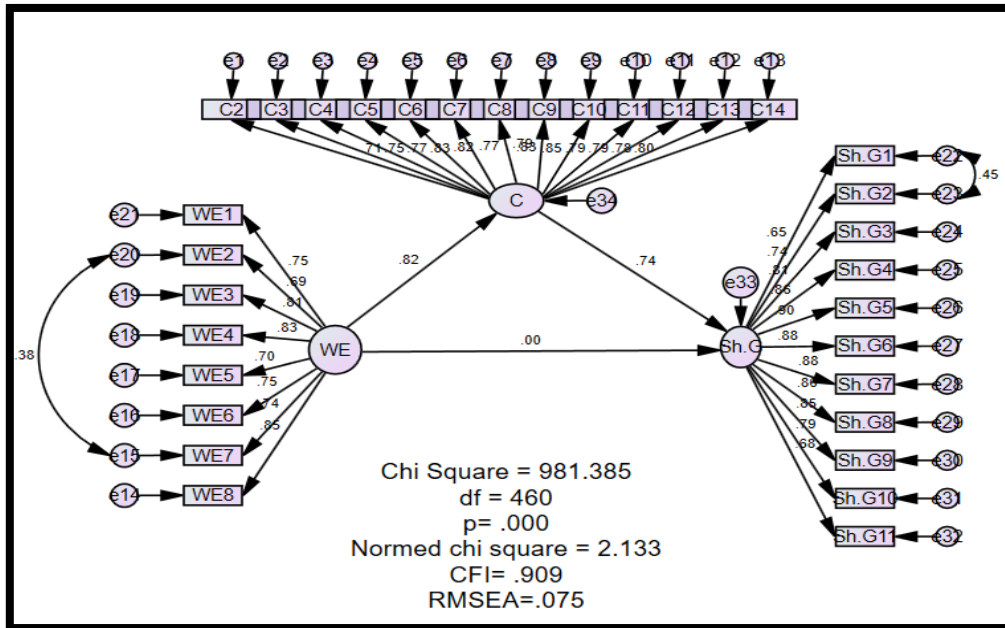 e1 e2 e3 e4 e5 e6 e7 e8 e9 e10 e11 e12 e13
C2 C3 C4 C5 C6 C7 C8 C9 C10 C11 C12 C13 C14
.71 .75 .77 .83 .82 .77 .83 .85 .79 .79 .78 .80
C e34
e21 WE1
e20 WE2
e19 WE3
e18 WE4
e17 WE5
e16 WE6
e15 WE7
e14 WE8
.38
.75
.69
.81
.83
.70
.75
.74
.85
WE
.82
.74
.00
e33
Sh.G
.65
.74
.81
.85
.90
.88
.88
.86
.85
.79
.68
Sh.G1 e22
Sh.G2 e23
.45
Sh.G3 e24
Sh.G4 e25
Sh.G5 e26
Sh.G6 e27
Sh.G7 e28
Sh.G8 e29
Sh.G9 e30
Sh.G10 e31
Sh.G11 e32
Chi Square = 981.385
df = 460
p= .000
Normed chi square = 2.133
CFI= .909
RMSEA=.075